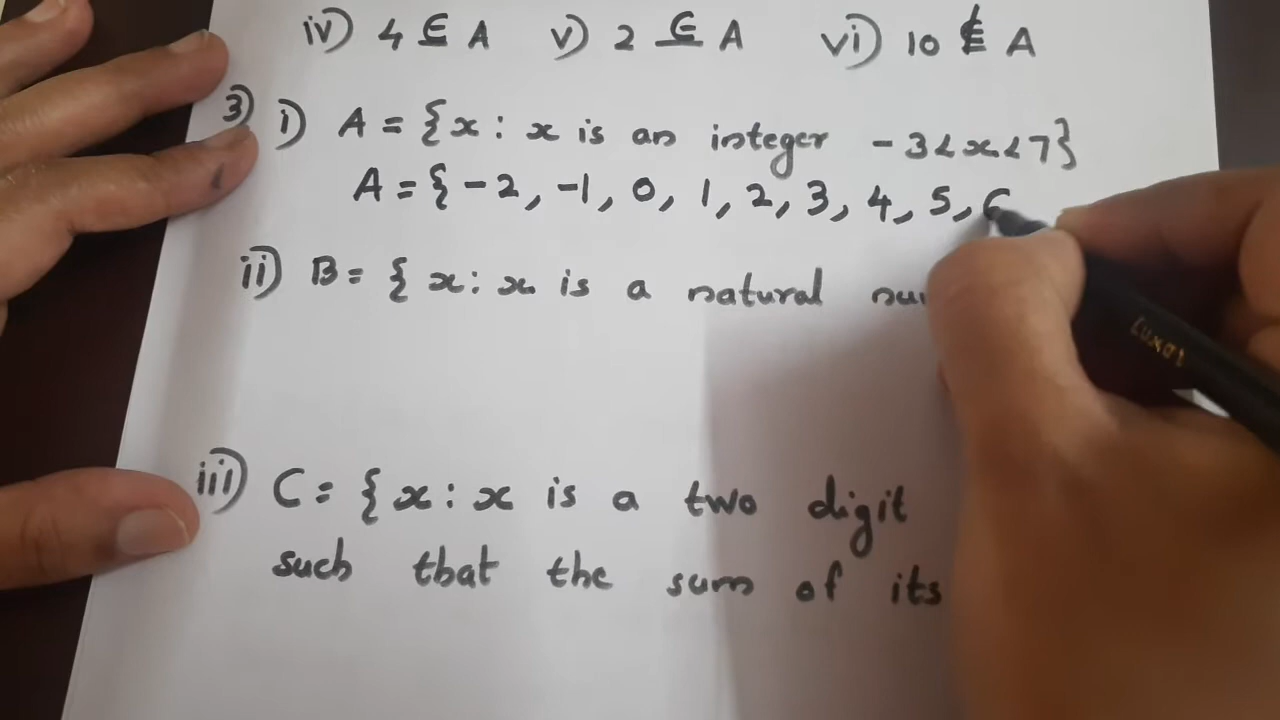 iv) 4 ∈ A v) 2 ∈ A vi) 10 ∉ A
3) i) A = {x : x is an integer -3<x<7}
A = {-2, -1, 0, 1, 2, 3, 4, 5, 6
ii) B = { x : x is a natural
iii) C = {x : x is a two digit
such that the sum of its
Luxor